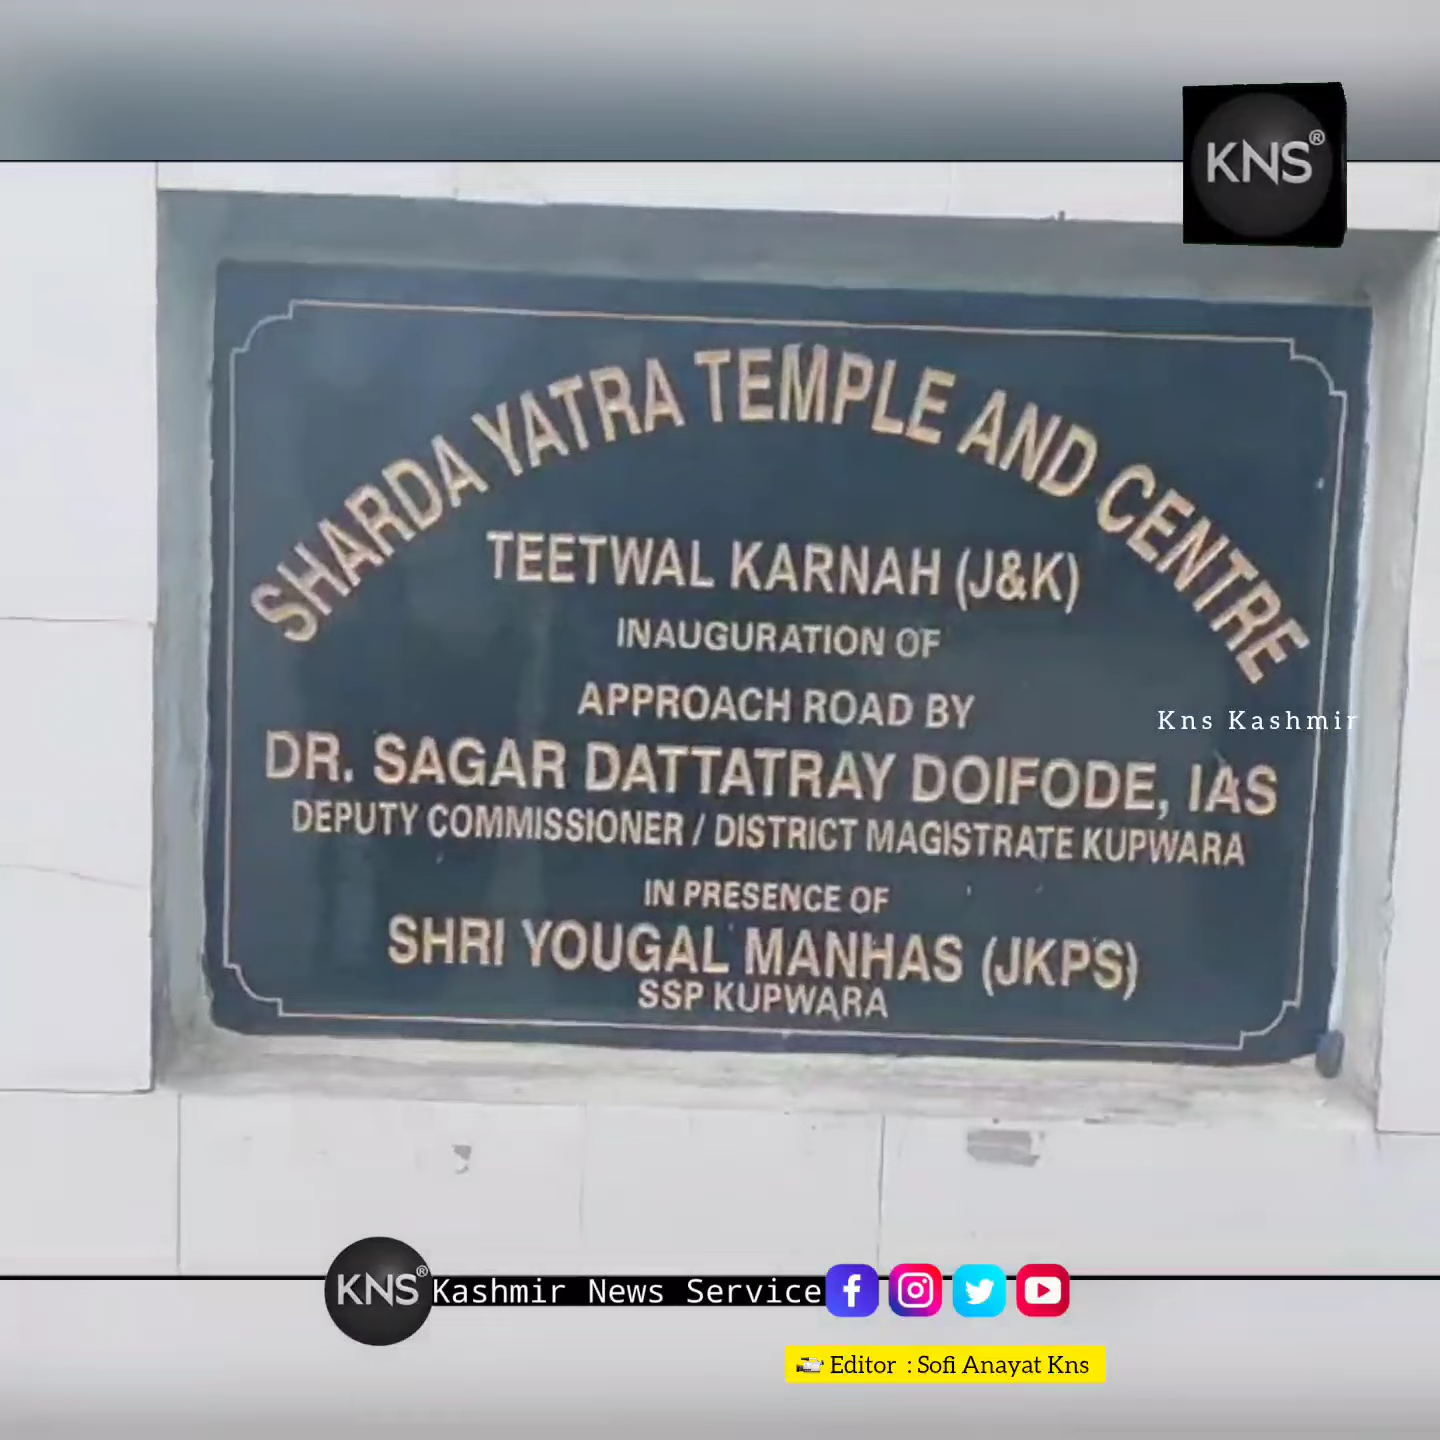 KNS®
SHARDA YATRA TEMPLE AND CENTRE
TEETWAL KARNAH (J&K)
INAUGURATION OF
APPROACH ROAD BY
Kns Kashmir
DR. SAGAR DATTATRAY DOIFODE, IAS
DEPUTY COMMISSIONER / DISTRICT MAGISTRATE KUPWARA
IN PRESENCE OF
SHRI YOUGAL MANHAS (JKPS)
SSP KUPWARA
KNS® Kashmir News Service
Editor : Sofi Anayat Kns